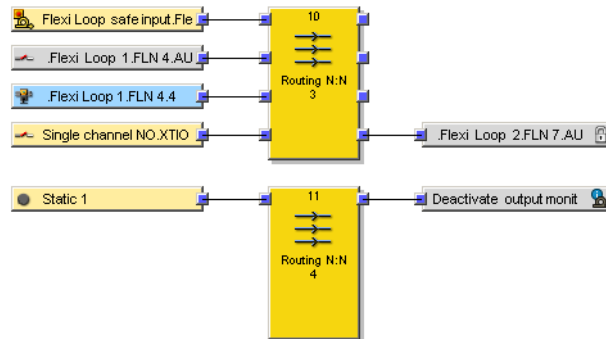 Flexi Loop safe input.Fle
.Flexi Loop 1.FLN 4.AU
.Flexi Loop 1.FLN 4.4
Single channel NO.XTIO
10
Routing N:N
3
.Flexi Loop 2.FLN 7.AU
Static 1
11
Routing N:N
4
Deactivate output monit